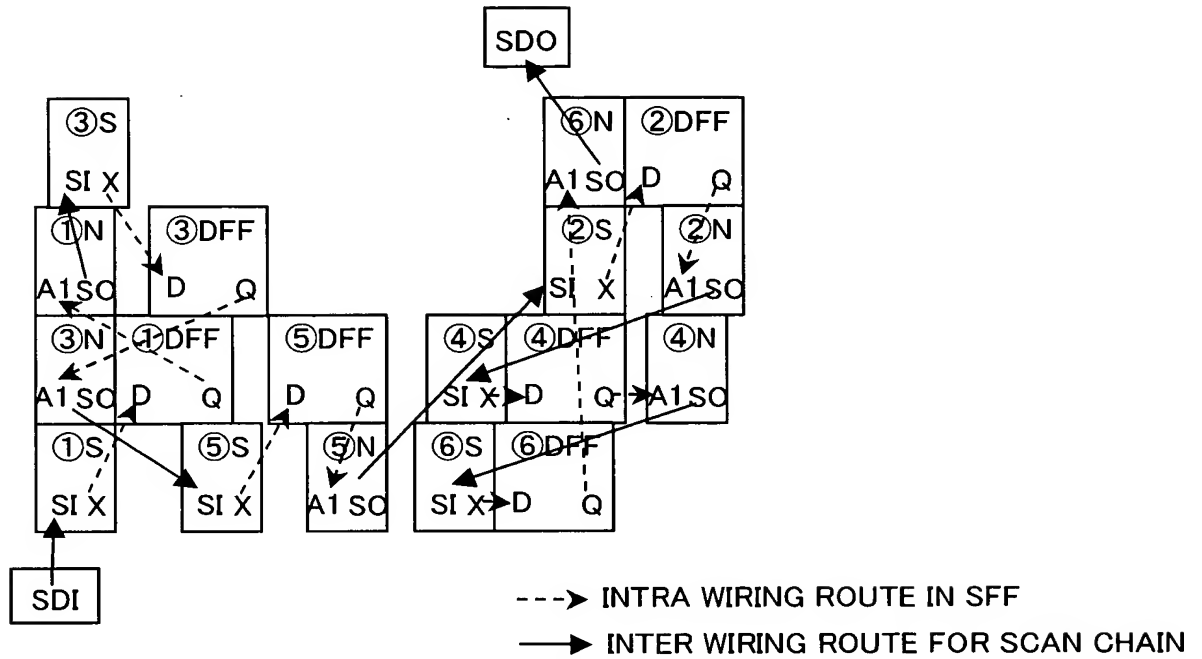 SDO
③S
⑥N ②DFF
SI X
A1 SO D Q
①N ③DFF
②S ②N
A1 SO D Q
SI X A1 SO
③N ①DFF ⑤DFF
④S ④DFF ④N
A1 SO D Q D Q
SI X D Q A1 SO
①S ⑤S ⑤N
⑥S ⑥DFF
SI X SI X A1 SO
SI X D Q
SDI
INTRA WIRING ROUTE IN SFF
INTER WIRING ROUTE FOR SCAN CHAIN